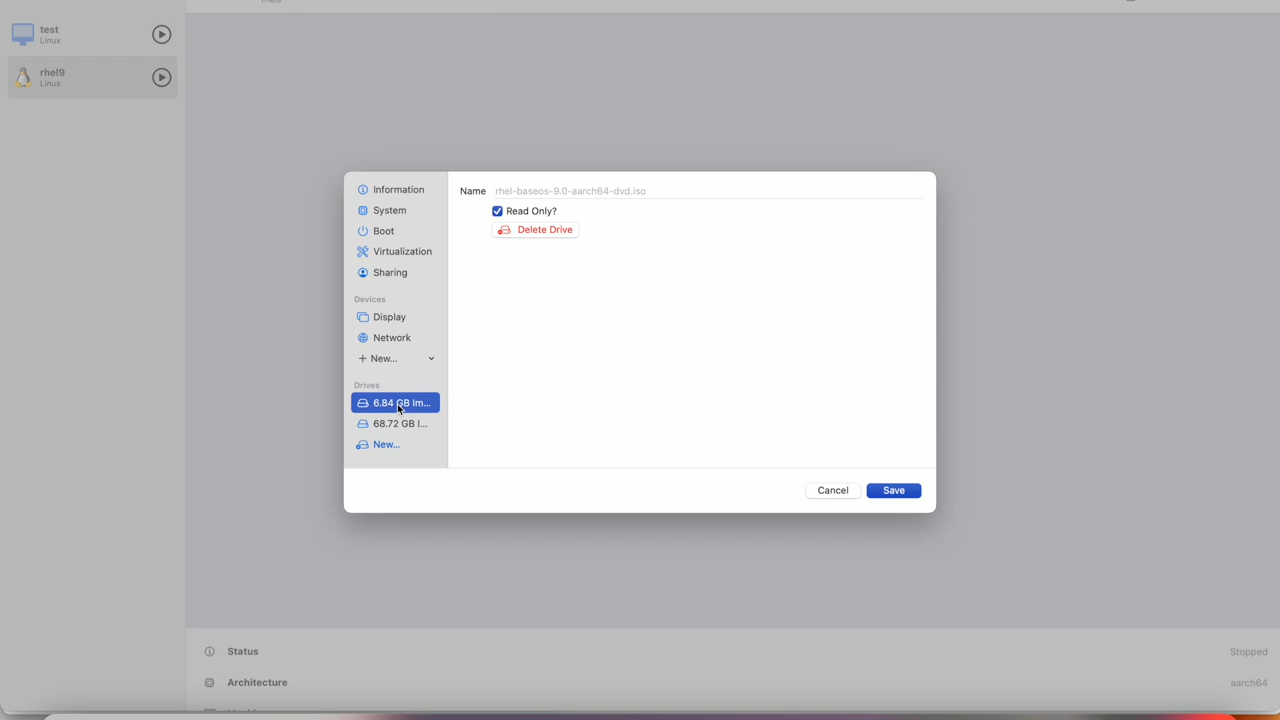 test
Linux
rhel9
Linux
Information
System
Boot
Virtualization
Sharing
Devices
Display
Network
New...
Drives
6.84 GB Im...
68.72 GB I...
New...
Name rhel-baseos-9.0-aarch64-dvd.iso
Read Only?
Delete Drive
Cancel
Save
Status
Stopped
Architecture
aarch64